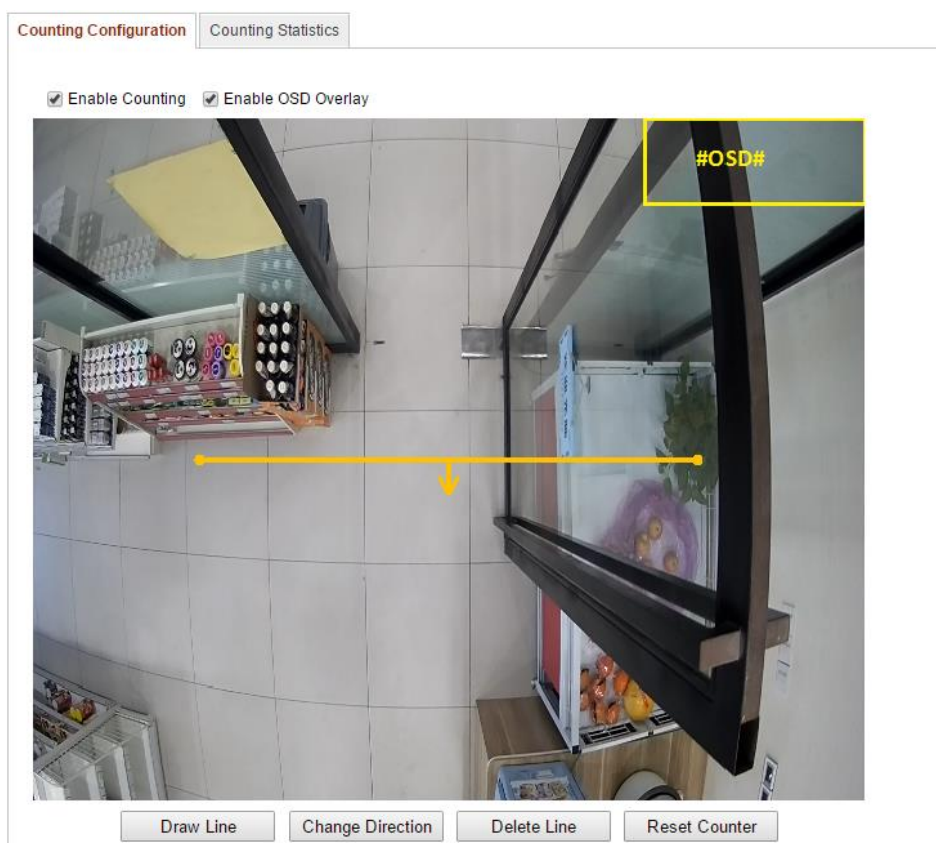 Counting Configuration Counting Statistics
Enable Counting Enable OSD Overlay
#OSD#
Draw Line Change Direction Delete Line Reset Counter